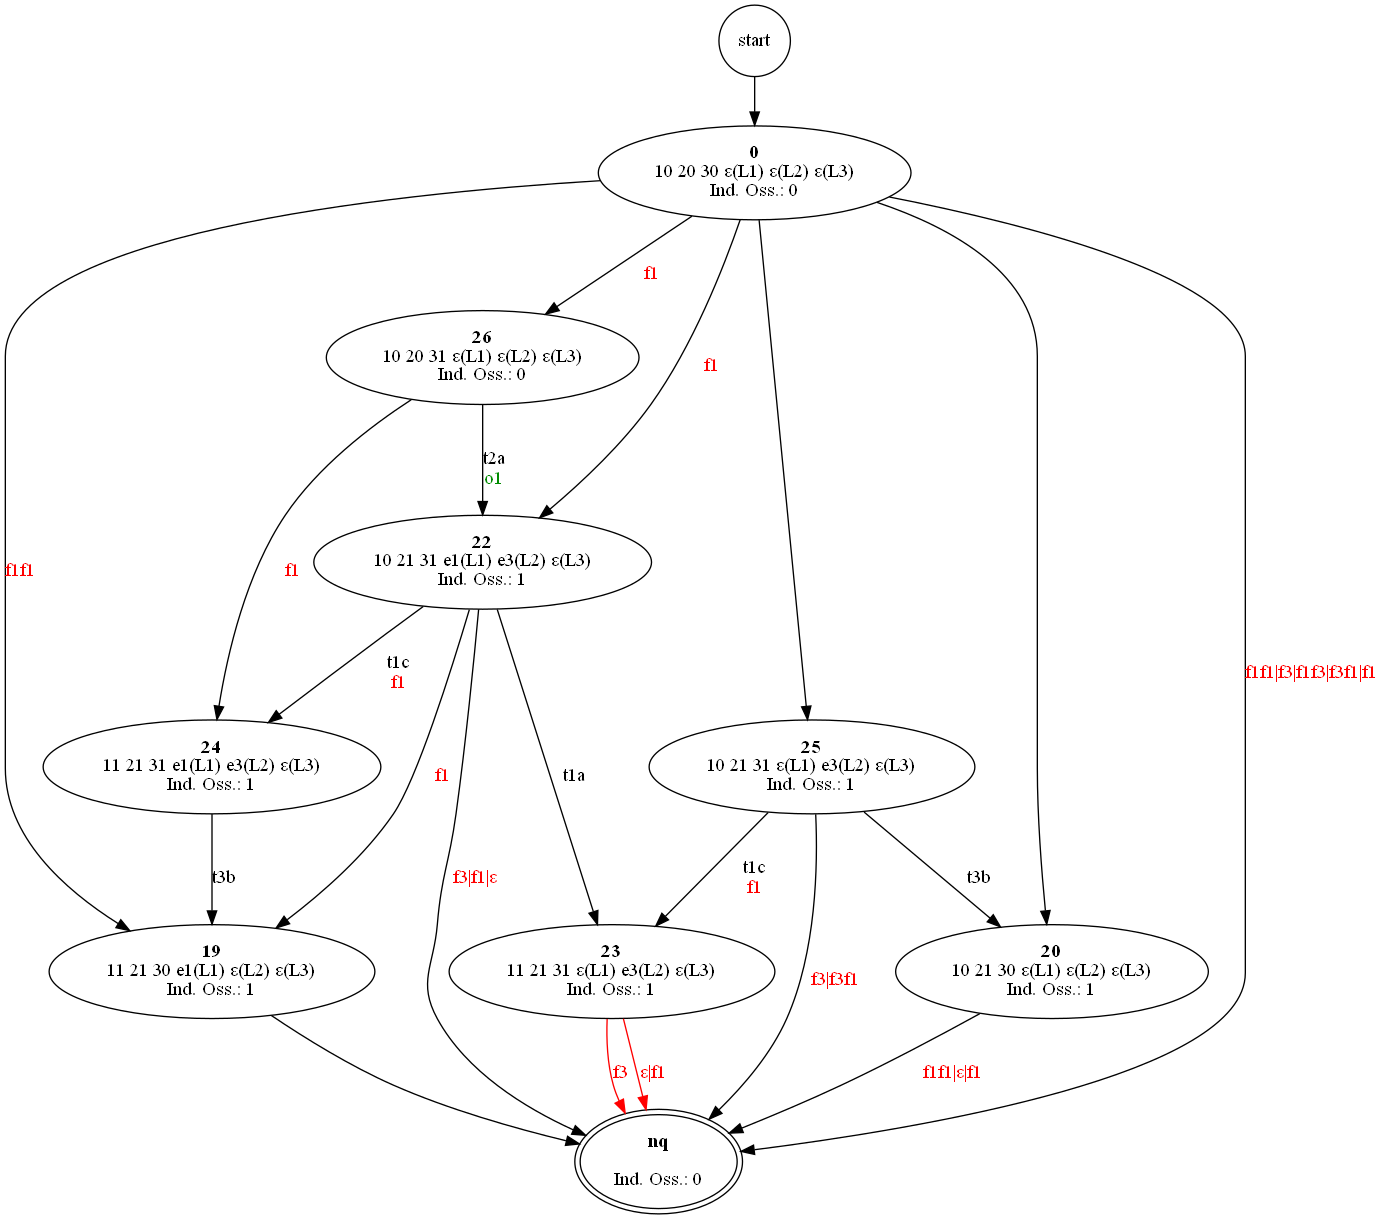 start
0
10 20 30 ε(L1) ε(L2) ε(L3)
Ind. Oss.: 0
f1
26
10 20 31 ε(L1) ε(L2) ε(L3)
Ind. Oss.: 0
f1
t2a
o1
22
10 21 31 e1(L1) e3(L2) ε(L3)
Ind. Oss.: 1
f1f1
f1
t1c
f1
f1f1|f3|f1f3|f3f1|f1
24
11 21 31 e1(L1) e3(L2) ε(L3)
Ind. Oss.: 1
f1
t1a
25
10 21 31 ε(L1) e3(L2) ε(L3)
Ind. Oss.: 1
t3b
f3|f1|ε
t1c
f1
t3b
19
11 21 30 e1(L1) ε(L2) ε(L3)
Ind. Oss.: 1
23
11 21 31 ε(L1) e3(L2) ε(L3)
Ind. Oss.: 1
f3|f3f1
20
10 21 30 ε(L1) ε(L2) ε(L3)
Ind. Oss.: 1
f3
ε|f1
f1f1|ε|f1
nq
Ind. Oss.: 0